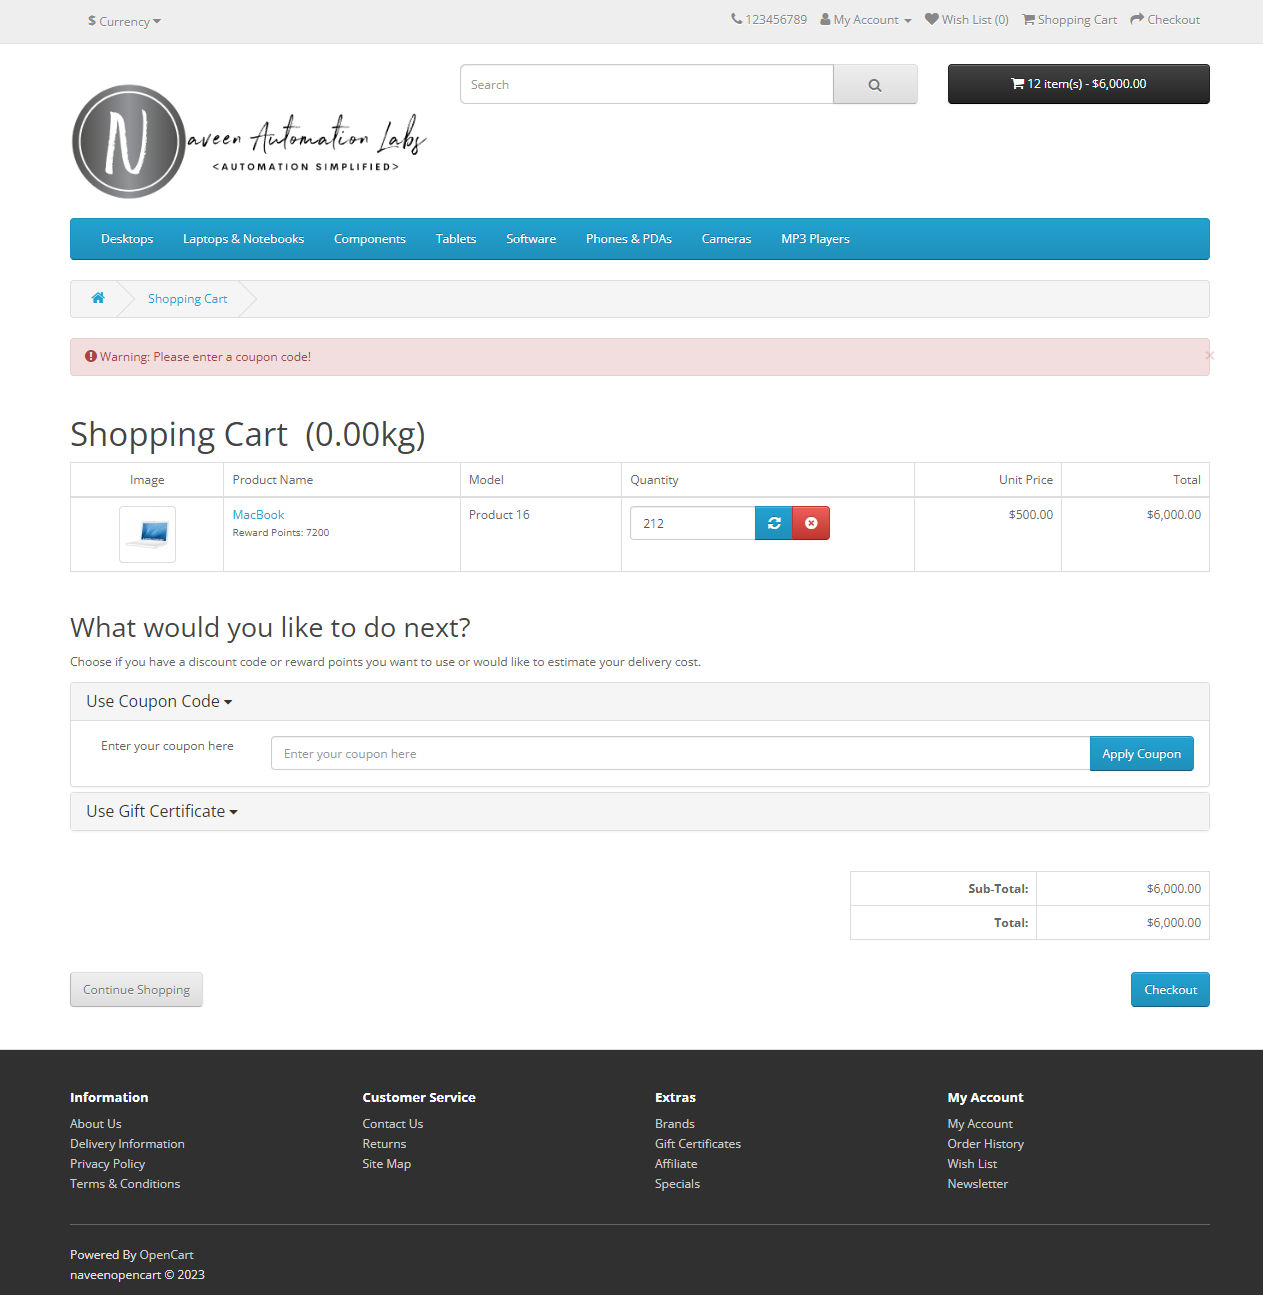 $ Currency
123456789 My Account Wish List (0) Shopping Cart Checkout
Search
12 item(s) - $6,000.00
N aveen Automation Labs
<AUTOMATION SIMPLIFIED>
Desktops Laptops & Notebooks Components Tablets Software Phones & PDAs Cameras MP3 Players
Shopping Cart
Warning: Please enter a coupon code! ×
Shopping Cart (0.00kg)
Image Product Name Model Quantity Unit Price Total
MacBook Product 16 212 $500.00 $6,000.00
Reward Points: 7200
What would you like to do next?
Choose if you have a discount code or reward points you want to use or would like to estimate your delivery cost.
Use Coupon Code
Enter your coupon here Enter your coupon here Apply Coupon
Use Gift Certificate
Sub-Total: $6,000.00
Total: $6,000.00
Continue Shopping Checkout
Information Customer Service Extras My Account
About Us Contact Us Brands My Account
Delivery Information Returns Gift Certificates Order History
Privacy Policy Site Map Affiliate Wish List
Terms & Conditions Specials Newsletter
Powered By OpenCart
naveenopencart © 2023